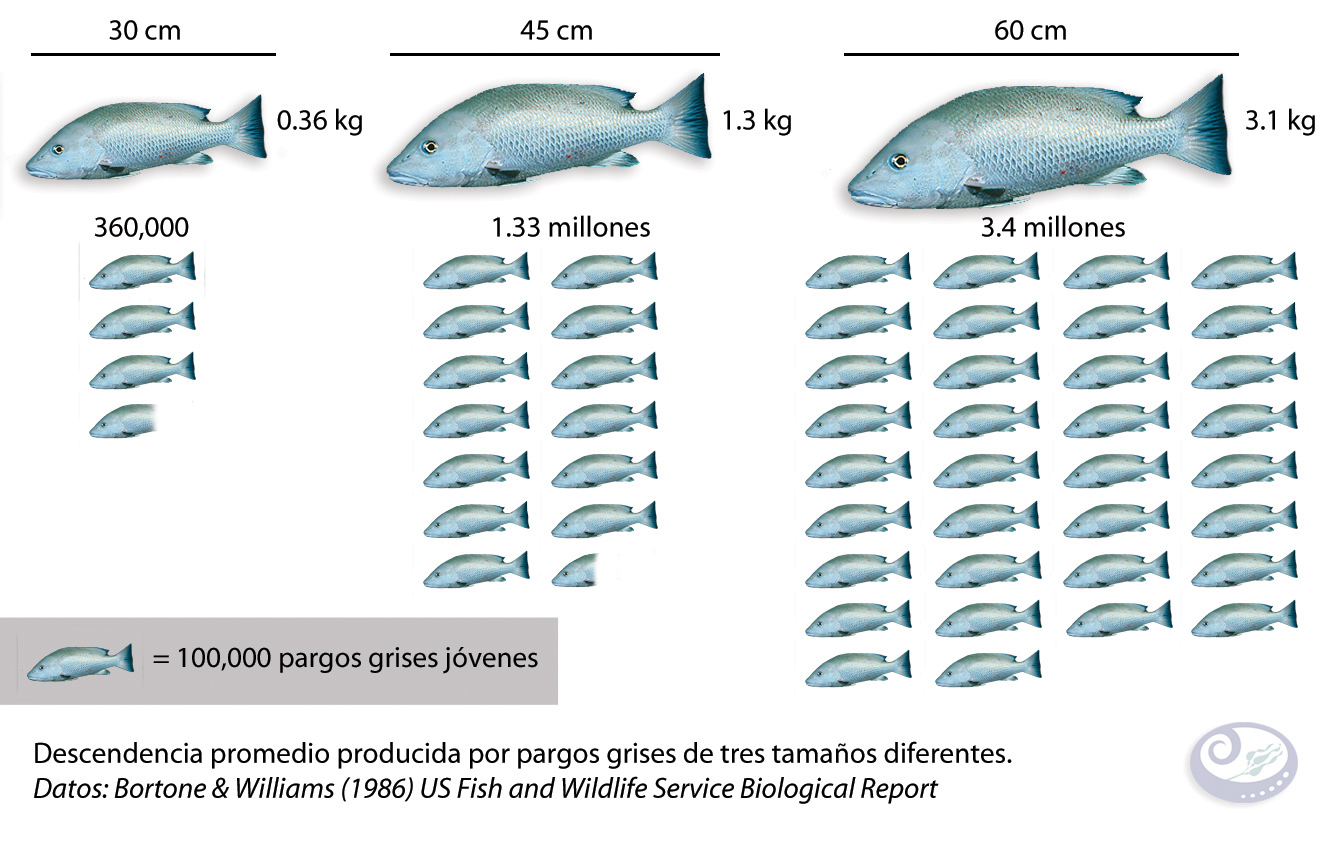 30 cm
45 cm
60 cm
0.36 kg
1.3 kg
3.1 kg
360,000
1.33 millones
3.4 millones
= 100,000 pargos grises jóvenes
Descendencia promedio producida por pargos grises de tres tamaños diferentes.
Datos: Bortone & Williams (1986) US Fish and Wildlife Service Biological Report